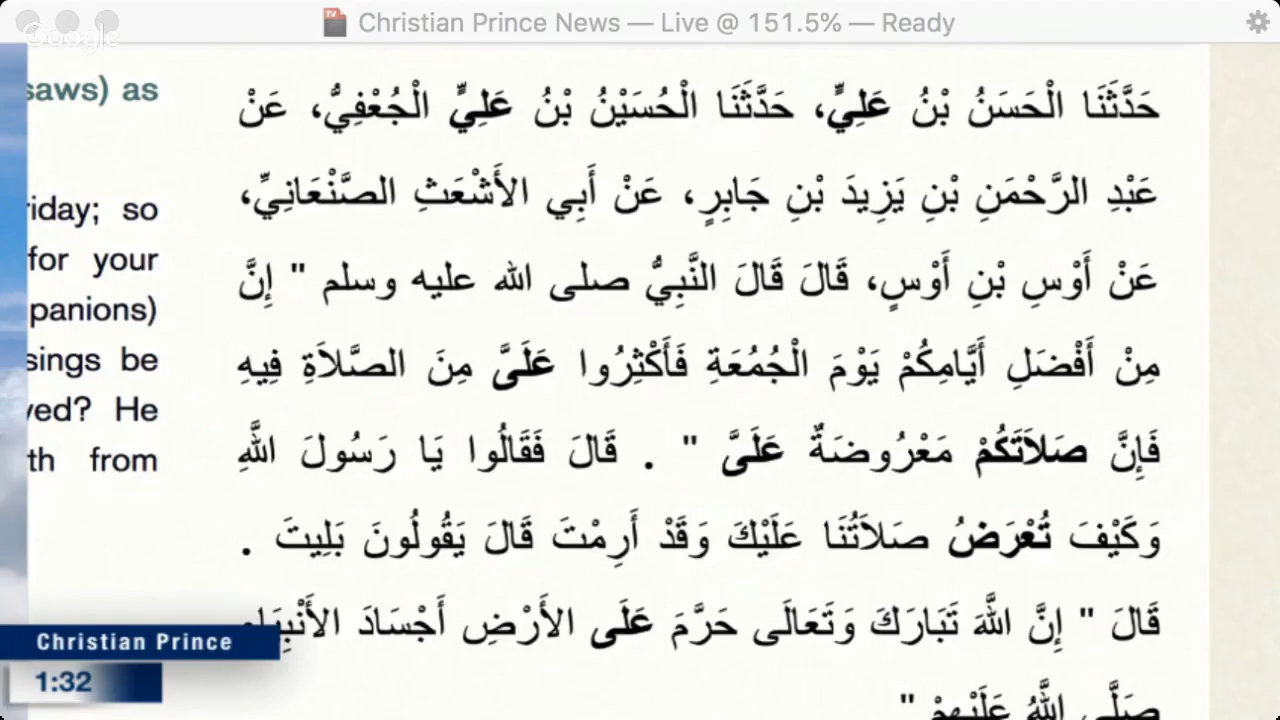 Christian Prince News — Live @ 151.5% — Ready
Google
saws) as
riday; so
for your
panions)
sings be
ved? He
th from
حَدَّثَنَا الْحَسَنُ بْنُ عَلِيٍّ، حَدَّثَنَا الْحُسَيْنُ بْنُ عَلِيٍّ الْجُعْفِيُّ، عَنْ
عَبْدِ الرَّحْمَنِ بْنِ يَزِيدَ بْنِ جَابِرٍ، عَنْ أَبِي الأَشْعَثِ الصَّنْعَانِيِّ،
عَنْ أَوْسِ بْنِ أَوْسٍ، قَالَ قَالَ النَّبِيُّ صلى الله عليه وسلم " إِنَّ
مِنْ أَفْضَلِ أَيَّامِكُمْ يَوْمَ الْجُمُعَةِ فَأَكْثِرُوا عَلَىَّ مِنَ الصَّلاَةِ فِيهِ
فَإِنَّ صَلاَتَكُمْ مَعْرُوضَةٌ عَلَىَّ " . قَالَ فَقَالُوا يَا رَسُولَ اللَّهِ
وَكَيْفَ تُعْرَضُ صَلاَتُنَا عَلَيْكَ وَقَدْ أَرِمْتَ قَالَ يَقُولُونَ بَلِيتَ .
قَالَ " إِنَّ اللَّهَ تَبَارَكَ وَتَعَالَى حَرَّمَ عَلَى الأَرْضِ أَجْسَادَ الأَنْبِيَاءِ
صَلَّى اللَّهُ عَلَيْهِمْ "
Christian Prince
1:32